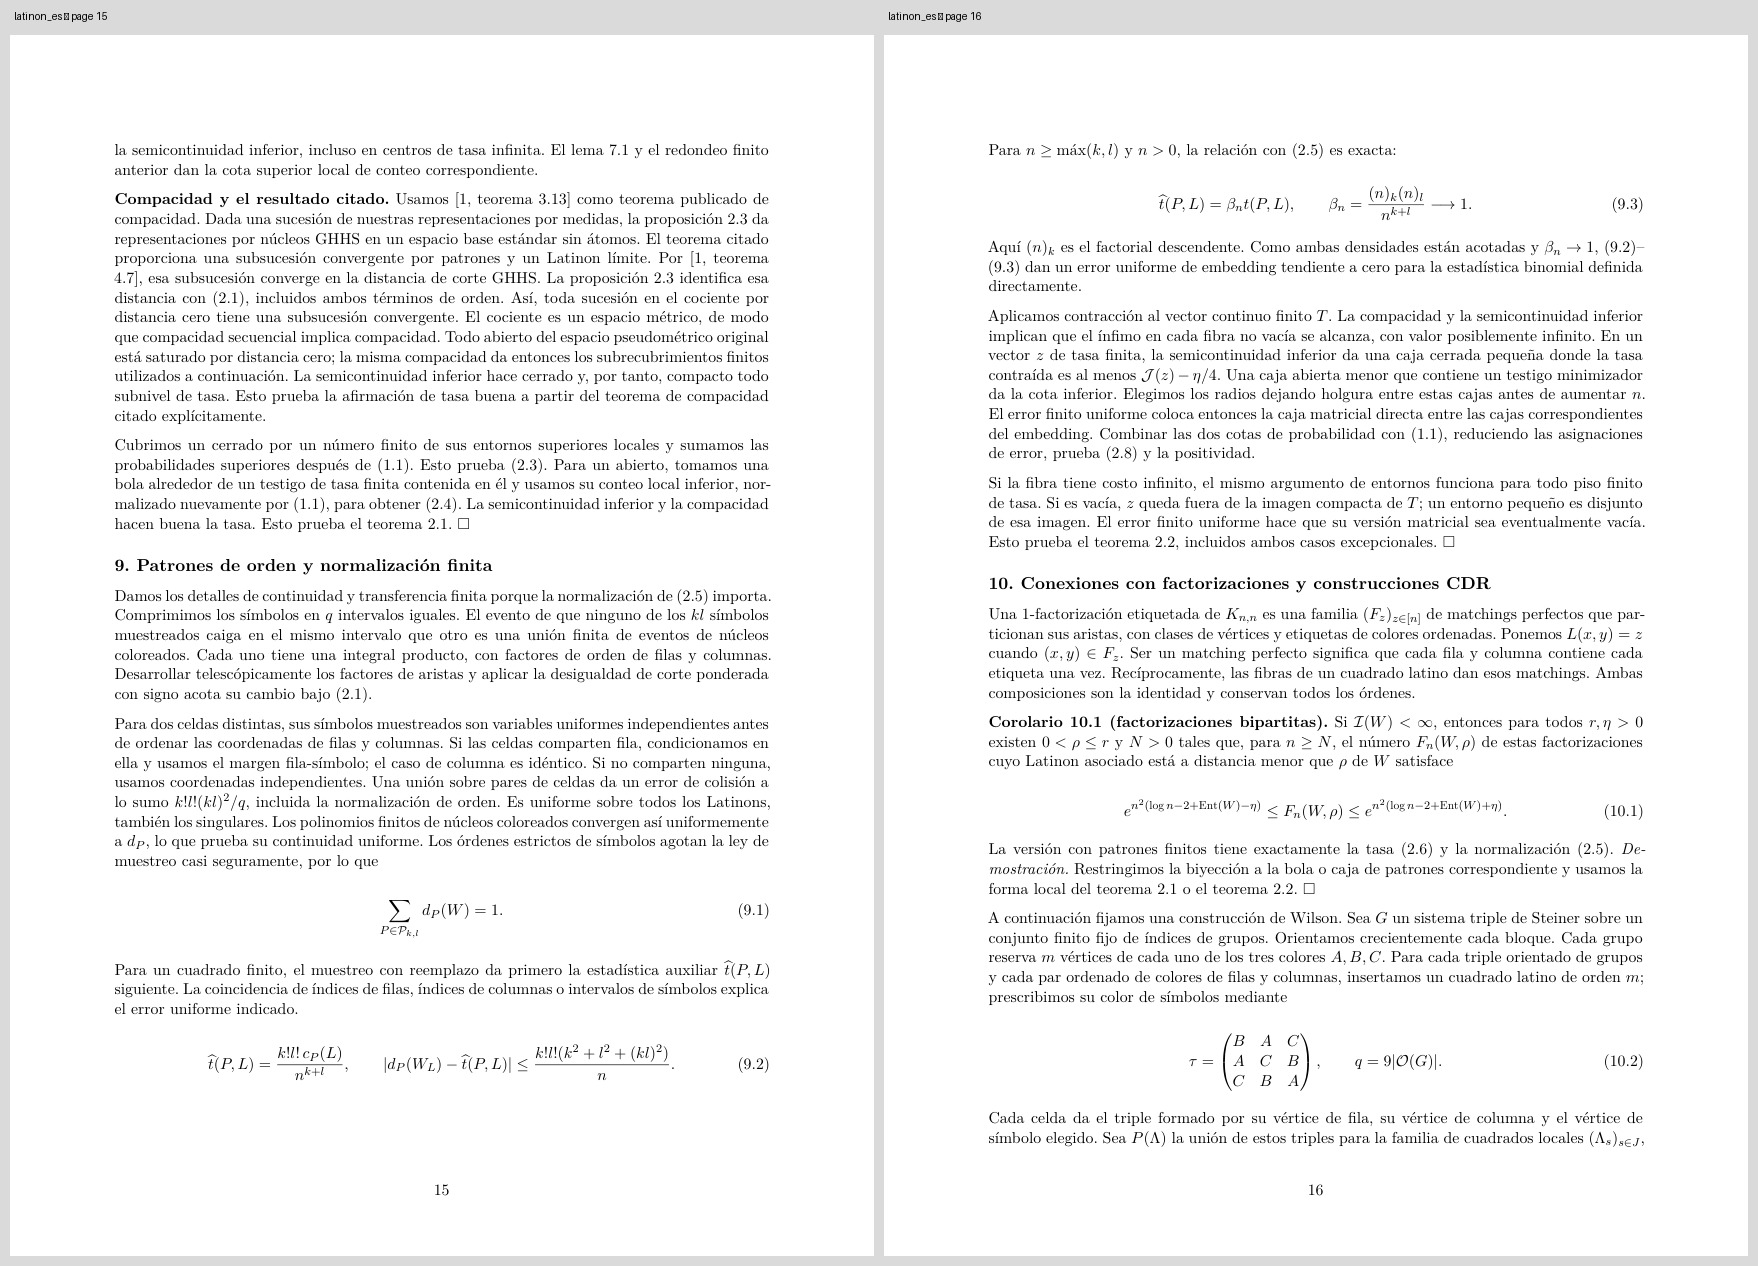 latinon_es page 15
la semicontinuidad inferior, incluso en centros de tasa infinita. El lema 7.1 y el redondeo finito
anterior dan la cota superior local de conteo correspondiente.
Compacidad y el resultado citado. Usamos [1, teorema 3.13] como teorema publicado de
compacidad. Dada una sucesión de nuestras representaciones por medidas, la proposición 2.3 da
representaciones por núcleos GHHS en un espacio base estándar sin átomos. El teorema citado
proporciona una subsucesión convergente por patrones y un Latinon límite. Por [1, teorema
4.7], esa subsucesión converge en la distancia de corte GHHS. La proposición 2.3 identifica esa
distancia con (2.1), incluidos ambos términos de orden. Así, toda sucesión en el cociente por
distancia cero tiene una subsucesión convergente. El cociente es un espacio métrico, de modo
que compacidad secuencial implica compacidad. Todo abierto del espacio pseudométrico original
está saturado por distancia cero; la misma compacidad da entonces los subrecubrimientos finitos
utilizados a continuación. La semicontinuidad inferior hace cerrado y, por tanto, compacto todo
subnivel de tasa. Esto prueba la afirmación de tasa buena a partir del teorema de compacidad
citado explícitamente.
Cubrimos un cerrado por un número finito de sus entornos superiores locales y sumamos las
probabilidades superiores después de (1.1). Esto prueba (2.3). Para un abierto, tomamos una
bola alrededor de un testigo de tasa finita contenida en él y usamos su conteo local inferior, nor-
malizado nuevamente por (1.1), para obtener (2.4). La semicontinuidad inferior y la compacidad
hacen buena la tasa. Esto prueba el teorema 2.1. □
9. Patrones de orden y normalización finita
Damos los detalles de continuidad y transferencia finita porque la normalización de (2.5) importa.
Comprimimos los símbolos en q intervalos iguales. El evento de que ninguno de los kl símbolos
muestreados caiga en el mismo intervalo que otro es una unión finita de eventos de núcleos
coloreados. Cada uno tiene una integral producto, con factores de orden de filas y columnas.
Desarrollar telescópicamente los factores de aristas y aplicar la desigualdad de corte ponderada
con signo acota su cambio bajo (2.1).
Para dos celdas distintas, sus símbolos muestreados son variables uniformes independientes antes
de ordenar las coordenadas de filas y columnas. Si las celdas comparten fila, condicionamos en
ella y usamos el margen fila-símbolo; el caso de columna es idéntico. Si no comparten ninguna,
usamos coordenadas independientes. Una unión sobre pares de celdas da un error de colisión a
lo sumo k!l!(kl)²/q, incluida la normalización de orden. Es uniforme sobre todos los Latinons,
también los singulares. Los polinomios finitos de núcleos coloreados convergen así uniformemente
a d_P, lo que prueba su continuidad uniforme. Los órdenes estrictos de símbolos agotan la ley de
muestreo casi seguramente, por lo que
∑_{P∈𝒫_{k,l}} d_P(W) = 1. (9.1)
Para un cuadrado finito, el muestreo con reemplazo da primero la estadística auxiliar t̂(P, L)
siguiente. La coincidencia de índices de filas, índices de columnas o intervalos de símbolos explica
el error uniforme indicado.
t̂(P, L) = k!l! c_P(L) / n^{k+l}, |d_P(W_L) − t̂(P, L)| ≤ k!l!(k² + l² + (kl)²) / n. (9.2)
15
latinon_es page 16
Para n ≥ máx(k, l) y n > 0, la relación con (2.5) es exacta:
t̂(P, L) = β_n t(P, L), β_n = (n)_k(n)_l / n^{k+l} ⟶ 1. (9.3)
Aquí (n)_k es el factorial descendente. Como ambas densidades están acotadas y β_n → 1, (9.2)–
(9.3) dan un error uniforme de embedding tendiente a cero para la estadística binomial definida
directamente.
Aplicamos contracción al vector continuo finito T. La compacidad y la semicontinuidad inferior
implican que el ínfimo en cada fibra no vacía se alcanza, con valor posiblemente infinito. En un
vector z de tasa finita, la semicontinuidad inferior da una caja cerrada pequeña donde la tasa
contraída es al menos 𝒥(z) − η/4. Una caja abierta menor que contiene un testigo minimizador
da la cota inferior. Elegimos los radios dejando holgura entre estas cajas antes de aumentar n.
El error finito uniforme coloca entonces la caja matricial directa entre las cajas correspondientes
del embedding. Combinar las dos cotas de probabilidad con (1.1), reduciendo las asignaciones
de error, prueba (2.8) y la positividad.
Si la fibra tiene costo infinito, el mismo argumento de entornos funciona para todo piso finito
de tasa. Si es vacía, z queda fuera de la imagen compacta de T; un entorno pequeño es disjunto
de esa imagen. El error finito uniforme hace que su versión matricial sea eventualmente vacía.
Esto prueba el teorema 2.2, incluidos ambos casos excepcionales. □
10. Conexiones con factorizaciones y construcciones CDR
Una 1-factorización etiquetada de K_{n,n} es una familia (F_z)_{z∈[n]} de matchings perfectos que par-
ticionan sus aristas, con clases de vértices y etiquetas de colores ordenadas. Ponemos L(x, y) = z
cuando (x, y) ∈ F_z. Ser un matching perfecto significa que cada fila y columna contiene cada
etiqueta una vez. Recíprocamente, las fibras de un cuadrado latino dan esos matchings. Ambas
composiciones son la identidad y conservan todos los órdenes.
Corolario 10.1 (factorizaciones bipartitas). Si ℐ(W) < ∞, entonces para todos r, η > 0
existen 0 < ρ ≤ r y N > 0 tales que, para n ≥ N, el número F_n(W, ρ) de estas factorizaciones
cuyo Latinon asociado está a distancia menor que ρ de W satisface
e^{n²(log n−2+Ent(W)−η)} ≤ F_n(W, ρ) ≤ e^{n²(log n−2+Ent(W)+η)}. (10.1)
La versión con patrones finitos tiene exactamente la tasa (2.6) y la normalización (2.5). De-
mostración. Restringimos la biyección a la bola o caja de patrones correspondiente y usamos la
forma local del teorema 2.1 o el teorema 2.2. □
A continuación fijamos una construcción de Wilson. Sea G un sistema triple de Steiner sobre un
conjunto finito fijo de índices de grupos. Orientamos crecientemente cada bloque. Cada grupo
reserva m vértices de cada uno de los tres colores A, B, C. Para cada triple orientado de grupos
y cada par ordenado de colores de filas y columnas, insertamos un cuadrado latino de orden m;
prescribimos su color de símbolos mediante
τ = (B A C
A C B
C B A), q = 9|𝒪(G)|. (10.2)
Cada celda da el triple formado por su vértice de fila, su vértice de columna y el vértice de
símbolo elegido. Sea P(Λ) la unión de estos triples para la familia de cuadrados locales (Λ_s)_{s∈J},
16